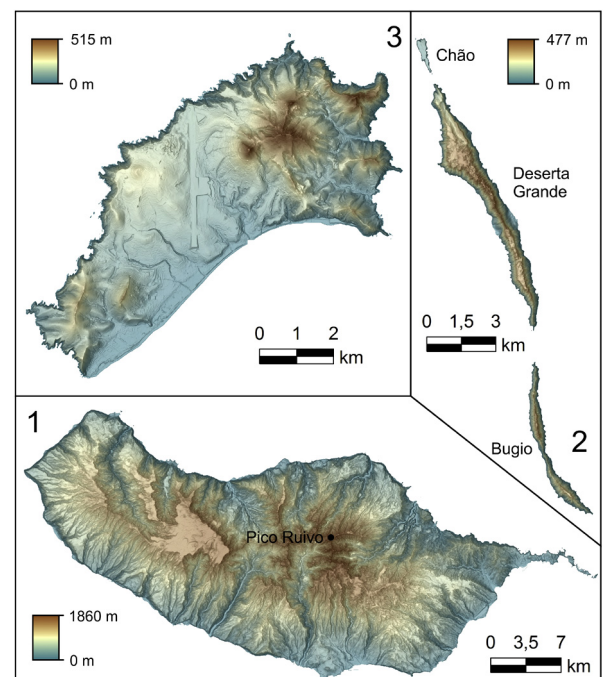 515 m
0 m
3
0 1 2
km
477 m
0 m
Chão
Deserta
Grande
0 1,5 3
km
Bugio
2
1
Pico Ruivo
1860 m
0 m
0 3,5 7
km